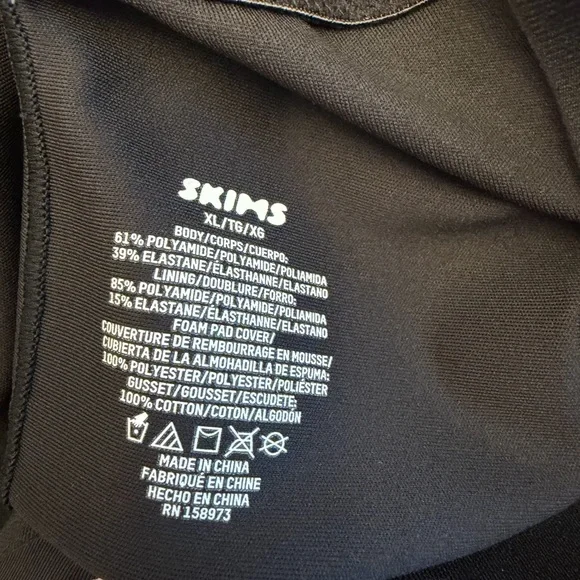 SKIMS
XL/TG/XG
BODY/CORPS/CUERPO:
61% POLYAMIDE/POLYAMIDE/POLIAMIDA
39% ELASTANE/ÉLASTHANNE/ELASTANO
LINING/DOUBLURE/FORRO:
85% POLYAMIDE/POLYAMIDE/POLIAMIDA
15% ELASTANE/ÉLASTHANNE/ELASTANO
FOAM PAD COVER/
COUVERTURE DE REMBOURRAGE EN MOUSSE/
CUBIERTA DE LA ALMOHADILLA DE ESPUMA:
100% POLYESTER/POLYESTER/POLIÉSTER
GUSSET/GOUSSET/ESCUDETE:
100% COTTON/COTON/ALGODÓN
MADE IN CHINA
FABRIQUÉ EN CHINE
HECHO EN CHINA
RN 158973